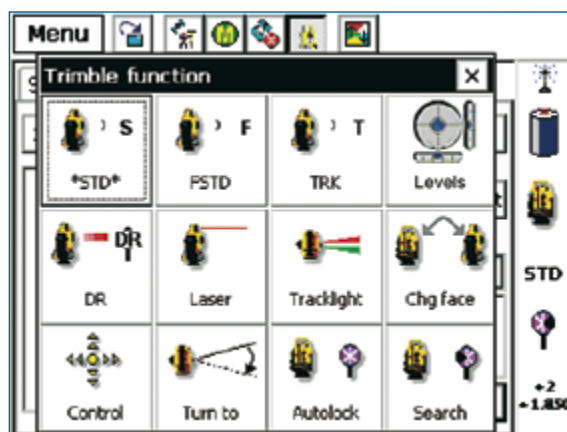 Menu
Trimble function
S F T
*STD* FSTD TRK Levels
DR
DR Laser Tracklight Chg face
STD
Control Turn to Autolock Search
+2
+1.850